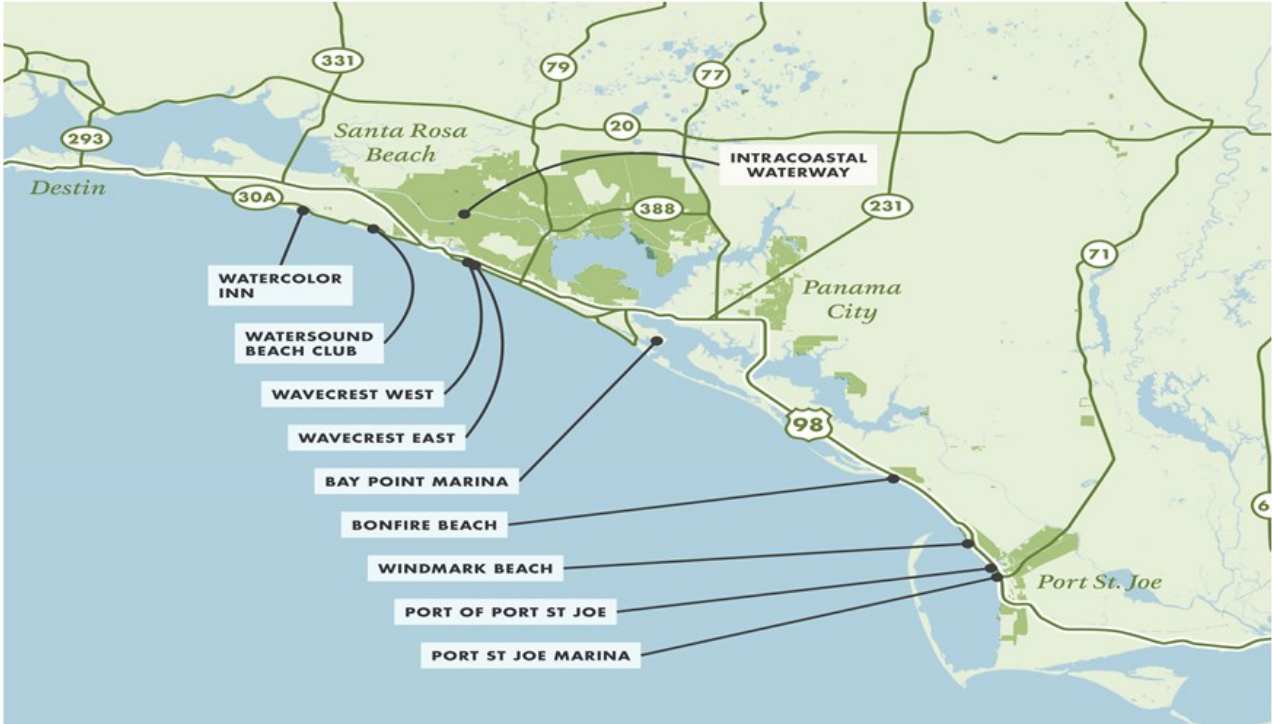 331
79
77
20
293
Santa Rosa
Beach
INTRACOASTAL
WATERWAY
Destin
30A
388
231
71
WATERCOLOR
INN
Panama
City
WATERSOUND
BEACH CLUB
WAVECREST WEST
98
WAVECREST EAST
BAY POINT MARINA
6
BONFIRE BEACH
WINDMARK BEACH
Port St. Joe
PORT OF PORT ST JOE
PORT ST JOE MARINA